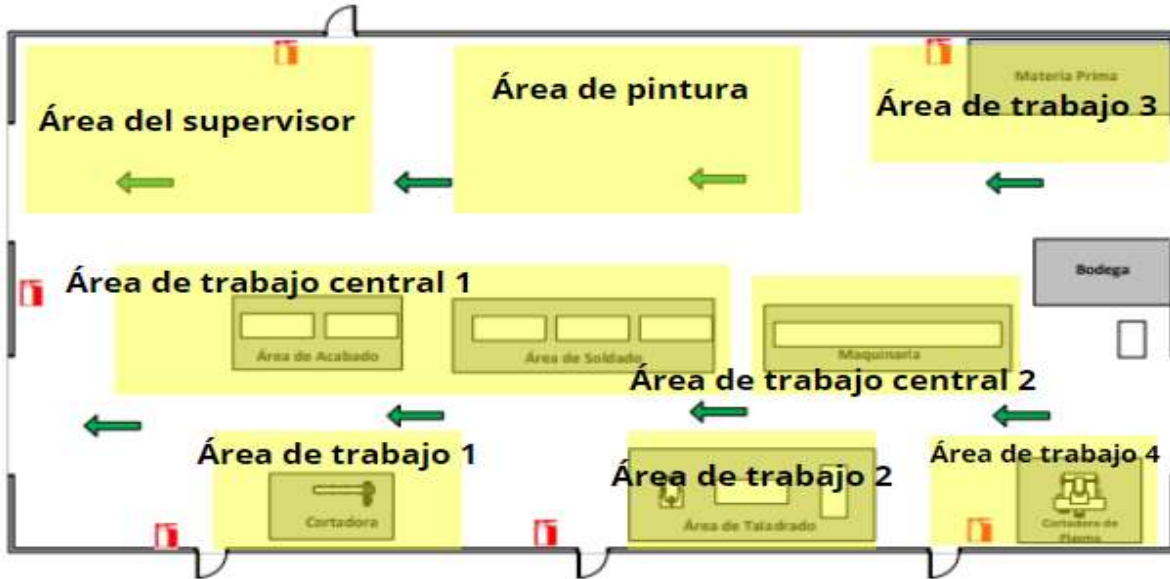 Materia Prima
Área de pintura
Área de trabajo 3
Área del supervisor
Bodega
Área de trabajo central 1
Área de Acabado
Área de Soldado
Maquinaria
Área de trabajo central 2
Área de trabajo 1
Área de trabajo 2
Área de trabajo 4
Cortadora
Área de Taladrado
Cortadora de
Plasma